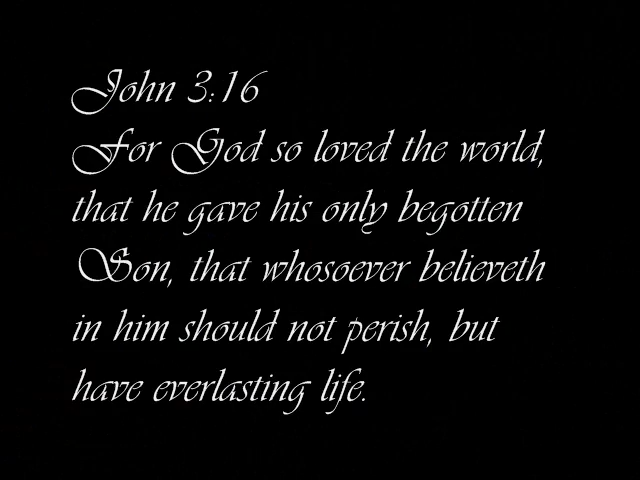 John 3:16
For God so loved the world,
that he gave his only begotten
Son, that whosoever believeth
in him should not perish, but
have everlasting life.